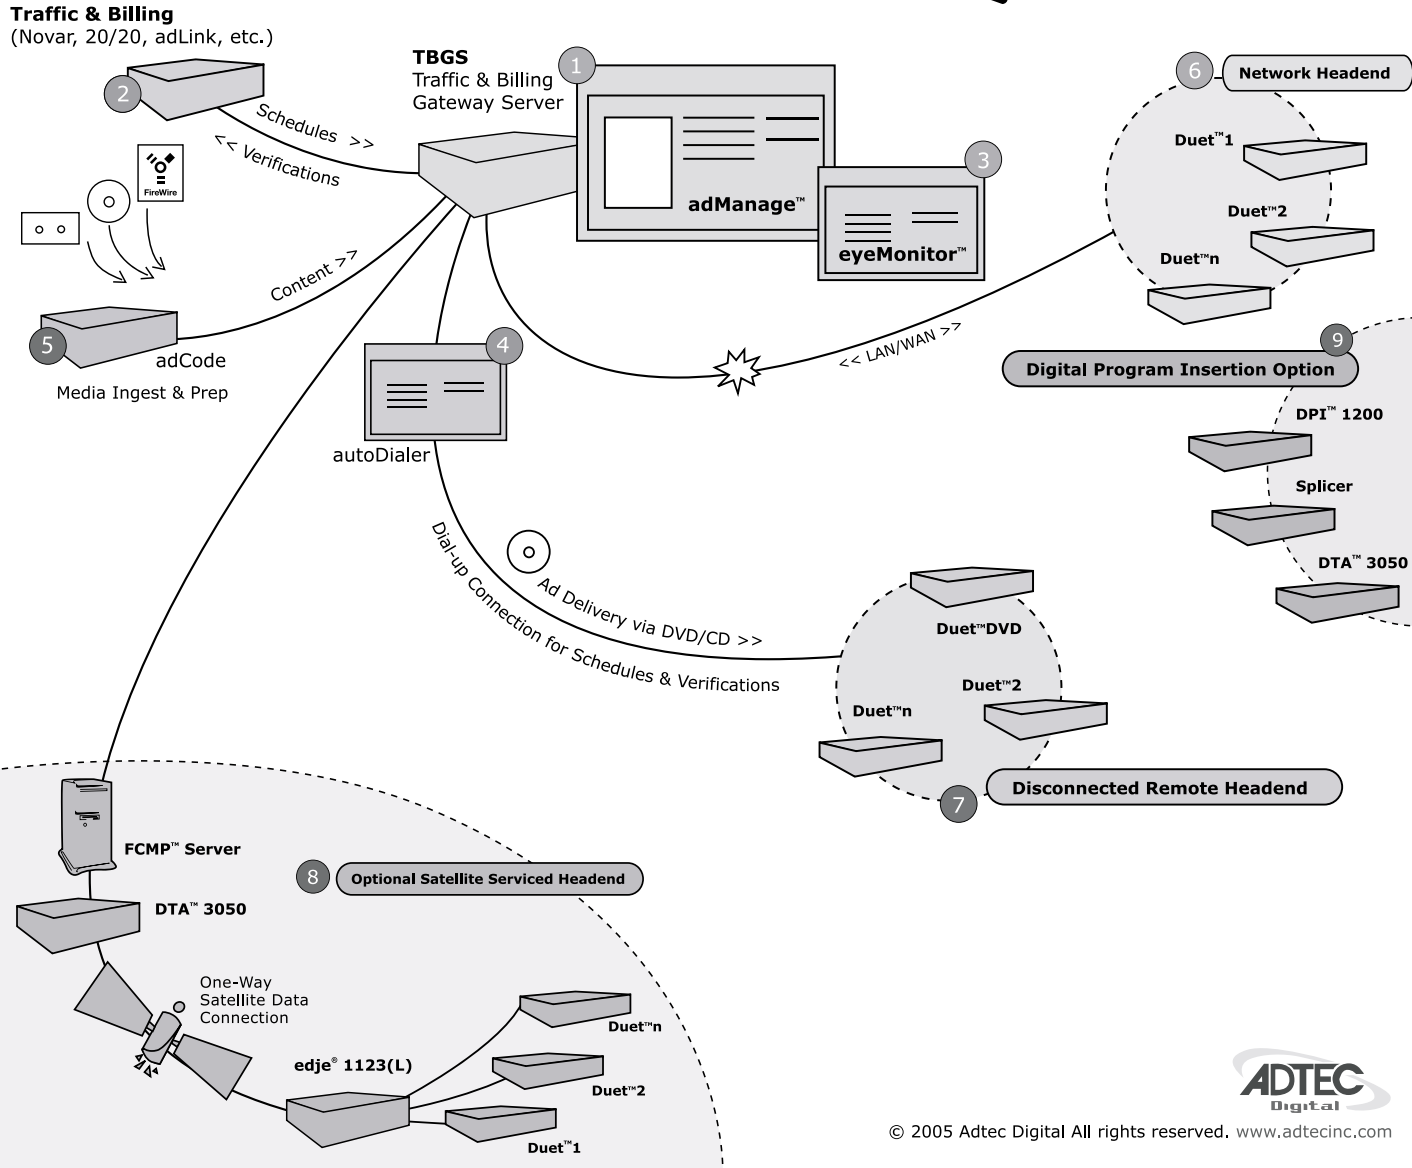 Traffic & Billing
(Novar, 20/20, adLink, etc.)
2
Schedules >>
<< Verifications
TBGS
Traffic & Billing
Gateway Server
1
adManage™
3
eyeMonitor™
6
Network Headend
Duet™1
Duet™2
Duet™n
FireWire
Content >>
5
adCode
Media Ingest & Prep
4
autoDialer
<< LAN/WAN >>
9
Digital Program Insertion Option
DPI™ 1200
Splicer
DTA™ 3050
Ad Delivery via DVD/CD >>
Dial-up Connection for Schedules & Verifications
Duet™DVD
Duet™2
Duet™n
7
Disconnected Remote Headend
FCMP™ Server
8
Optional Satellite Serviced Headend
DTA™ 3050
One-Way
Satellite Data
Connection
edje® 1123(L)
Duet™n
Duet™2
Duet™1
ADTEC
Digital
© 2005 Adtec Digital All rights reserved. www.adtecinc.com